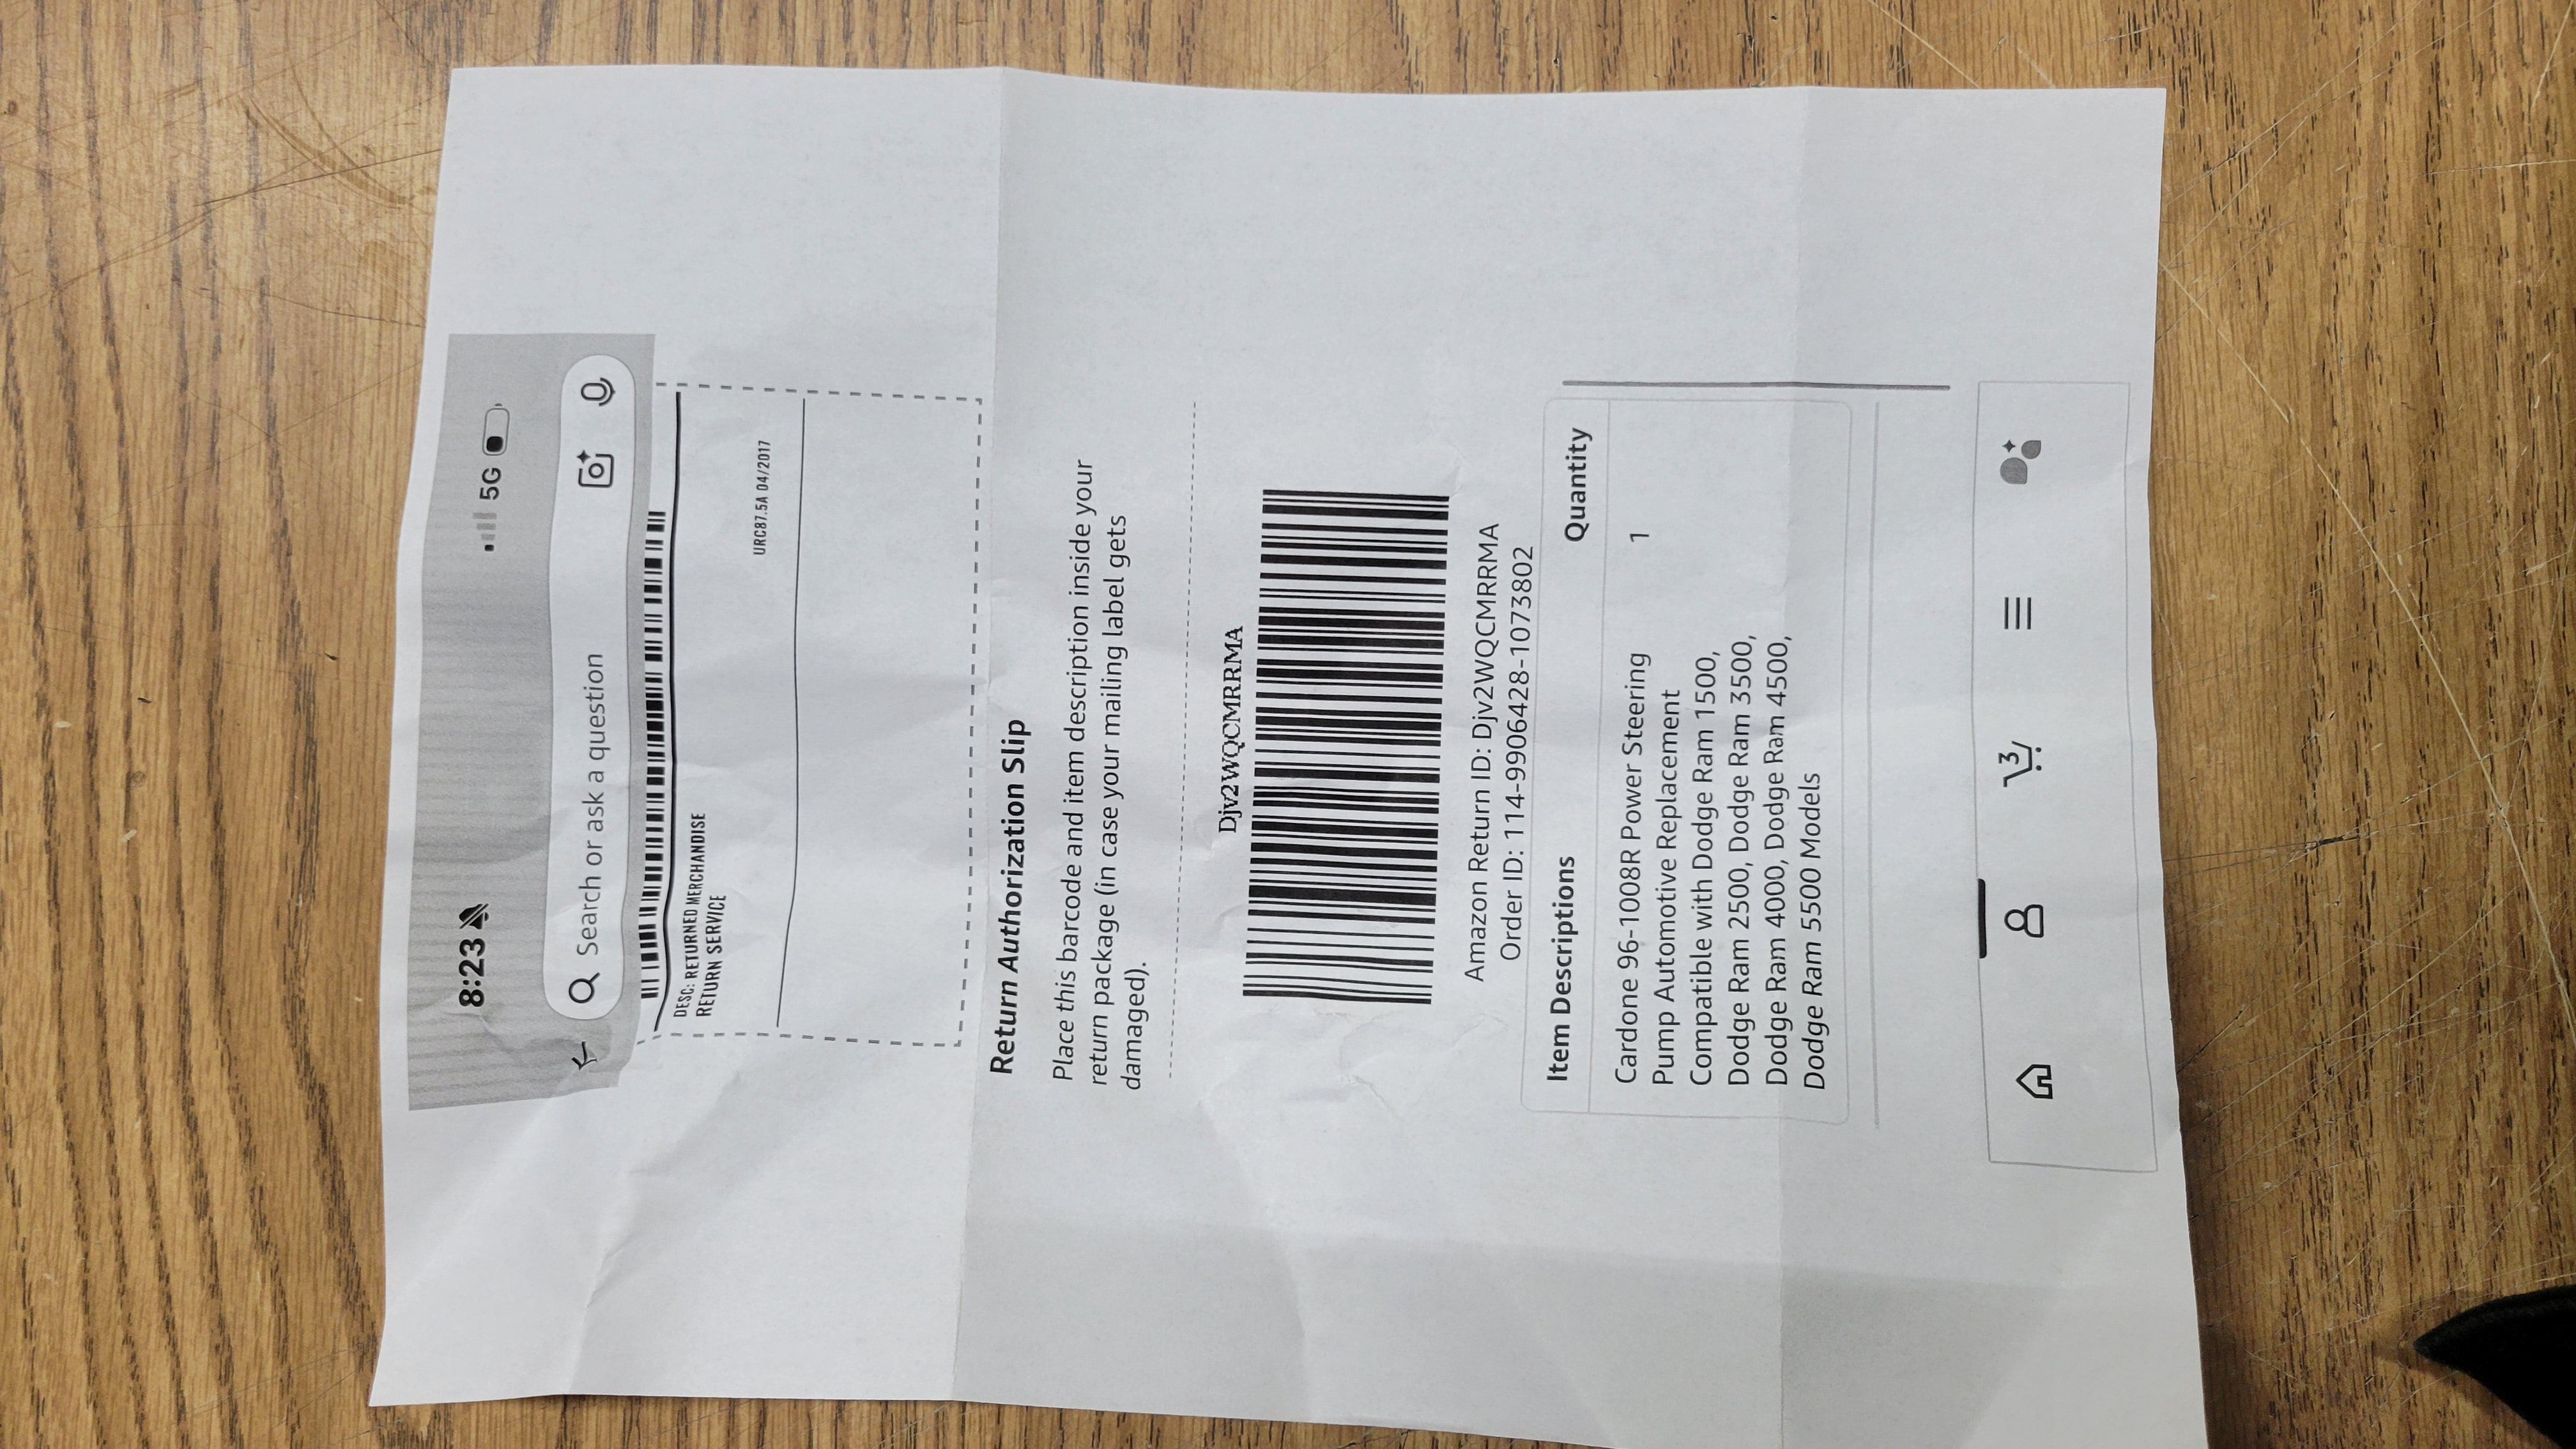 8:23
5G
Search or ask a question
DESC: RETURNED MERCHANDISE
RETURN SERVICE
URC87.5A 04/2017
Return Authorization Slip
Place this barcode and item description inside your
return package (in case your mailing label gets
damaged).
Djv2WQCMRRMA
Amazon Return ID: Djv2WQCMRRMA
Order ID: 114-9906428-1073802
Item Descriptions Quantity
Cardone 96-1008R Power Steering 1
Pump Automotive Replacement
Compatible with Dodge Ram 1500,
Dodge Ram 2500, Dodge Ram 3500,
Dodge Ram 4000, Dodge Ram 4500,
Dodge Ram 5500 Models
3